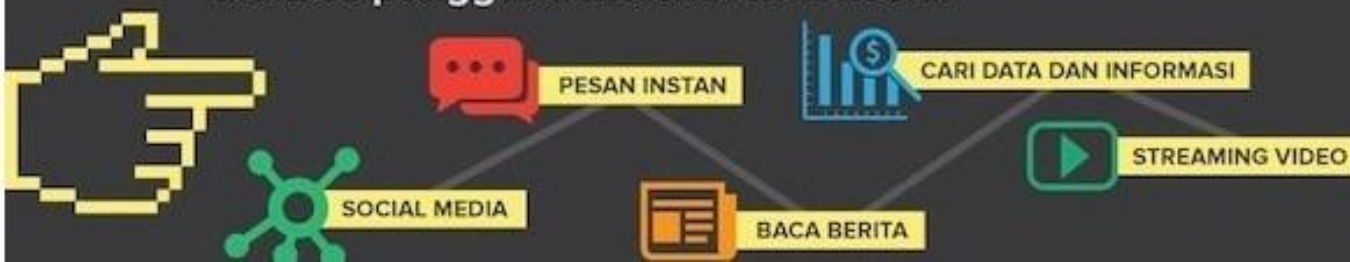 PESAN INSTAN
CARI DATA DAN INFORMASI
STREAMING VIDEO
SOCIAL MEDIA
BACA BERITA
$